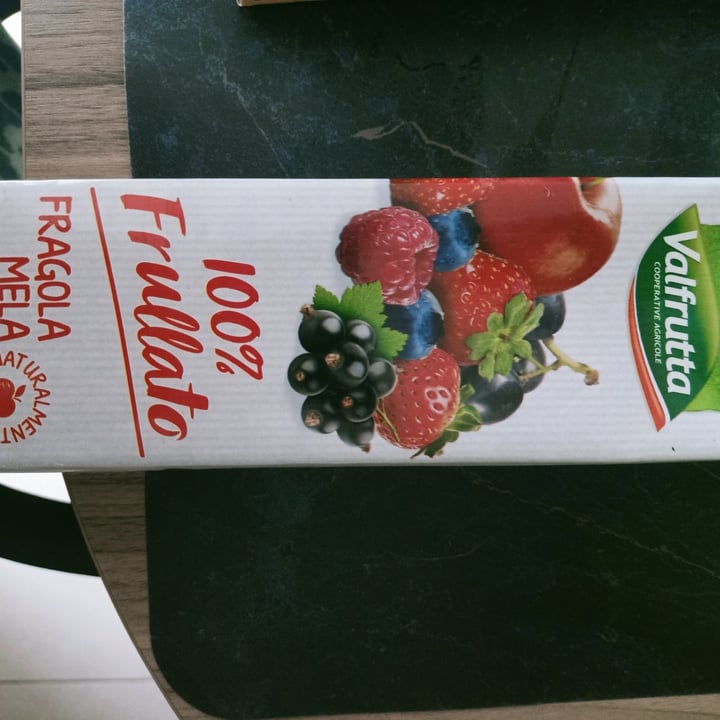 Valfrutta
COOPERATIVE AGRICOLE
100%
Frullato
FRAGOLA
MELA